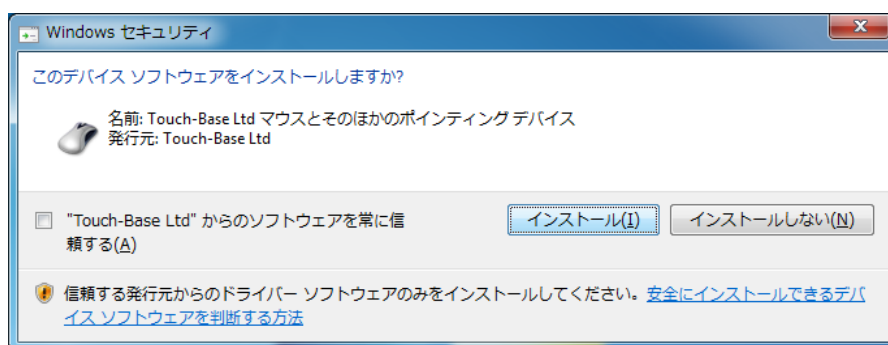 Windows セキュリティ
このデバイス ソフトウェアをインストールしますか?
名前: Touch-Base Ltd マウスとそのほかのポインティング デバイス
発行元: Touch-Base Ltd
"Touch-Base Ltd" からのソフトウェアを常に信
頼する(A)
インストール(I)
インストールしない(N)
信頼する発行元からのドライバー ソフトウェアのみをインストールしてください。安全にインストールできるデバ
イス ソフトウェアを判断する方法